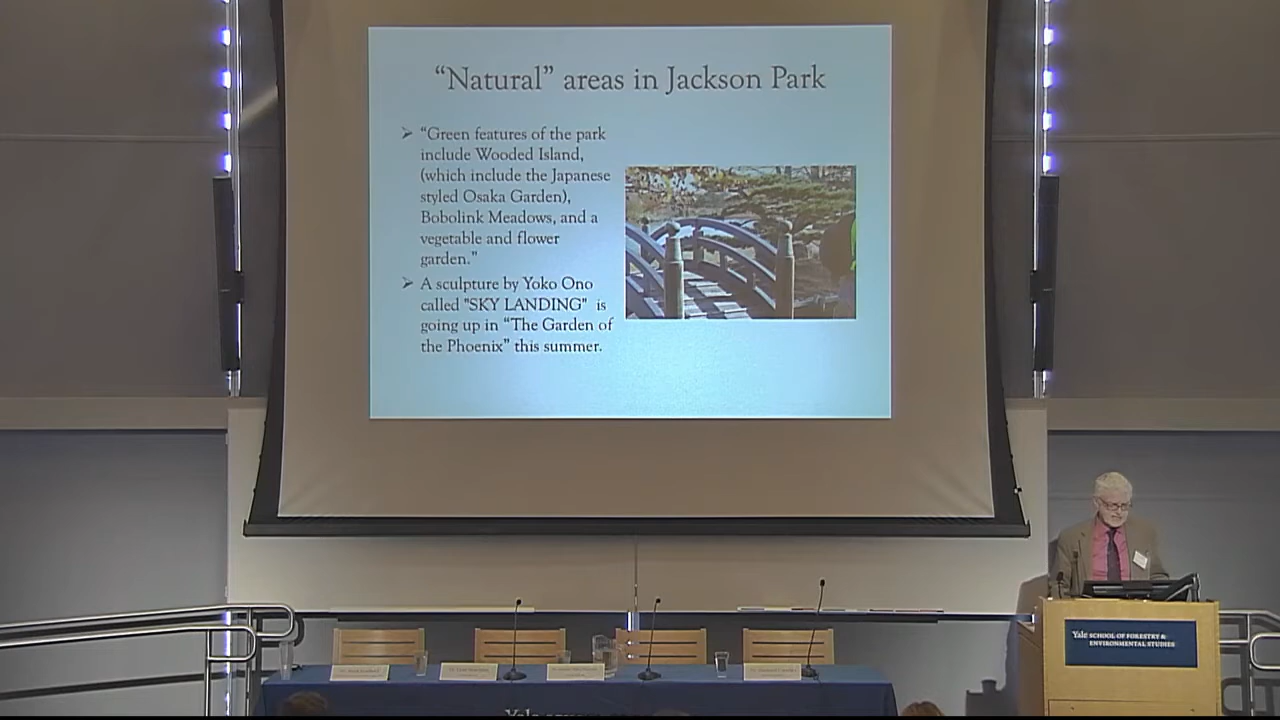 “Natural” areas in Jackson Park
➢ “Green features of the park
include Wooded Island,
(which include the Japanese
styled Osaka Garden),
Bobolink Meadows, and a
vegetable and flower
garden."
➢ A sculpture by Yoko Ono
called "SKY LANDING" is
going up in “The Garden of
the Phoenix” this summer.
Yale SCHOOL OF FORESTRY &
ENVIRONMENTAL STUDIES
Yale